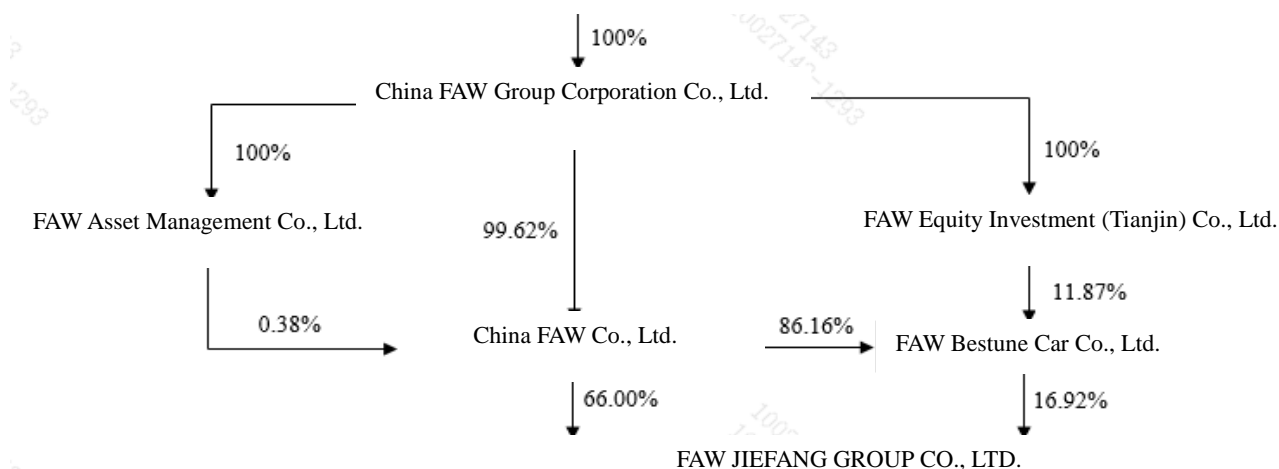 100%
China FAW Group Corporation Co., Ltd.
100%
100%
FAW Asset Management Co., Ltd.
99.62%
FAW Equity Investment (Tianjin) Co., Ltd.
11.87%
0.38%
China FAW Co., Ltd.
86.16%
FAW Bestune Car Co., Ltd.
66.00%
16.92%
FAW JIEFANG GROUP CO., LTD.